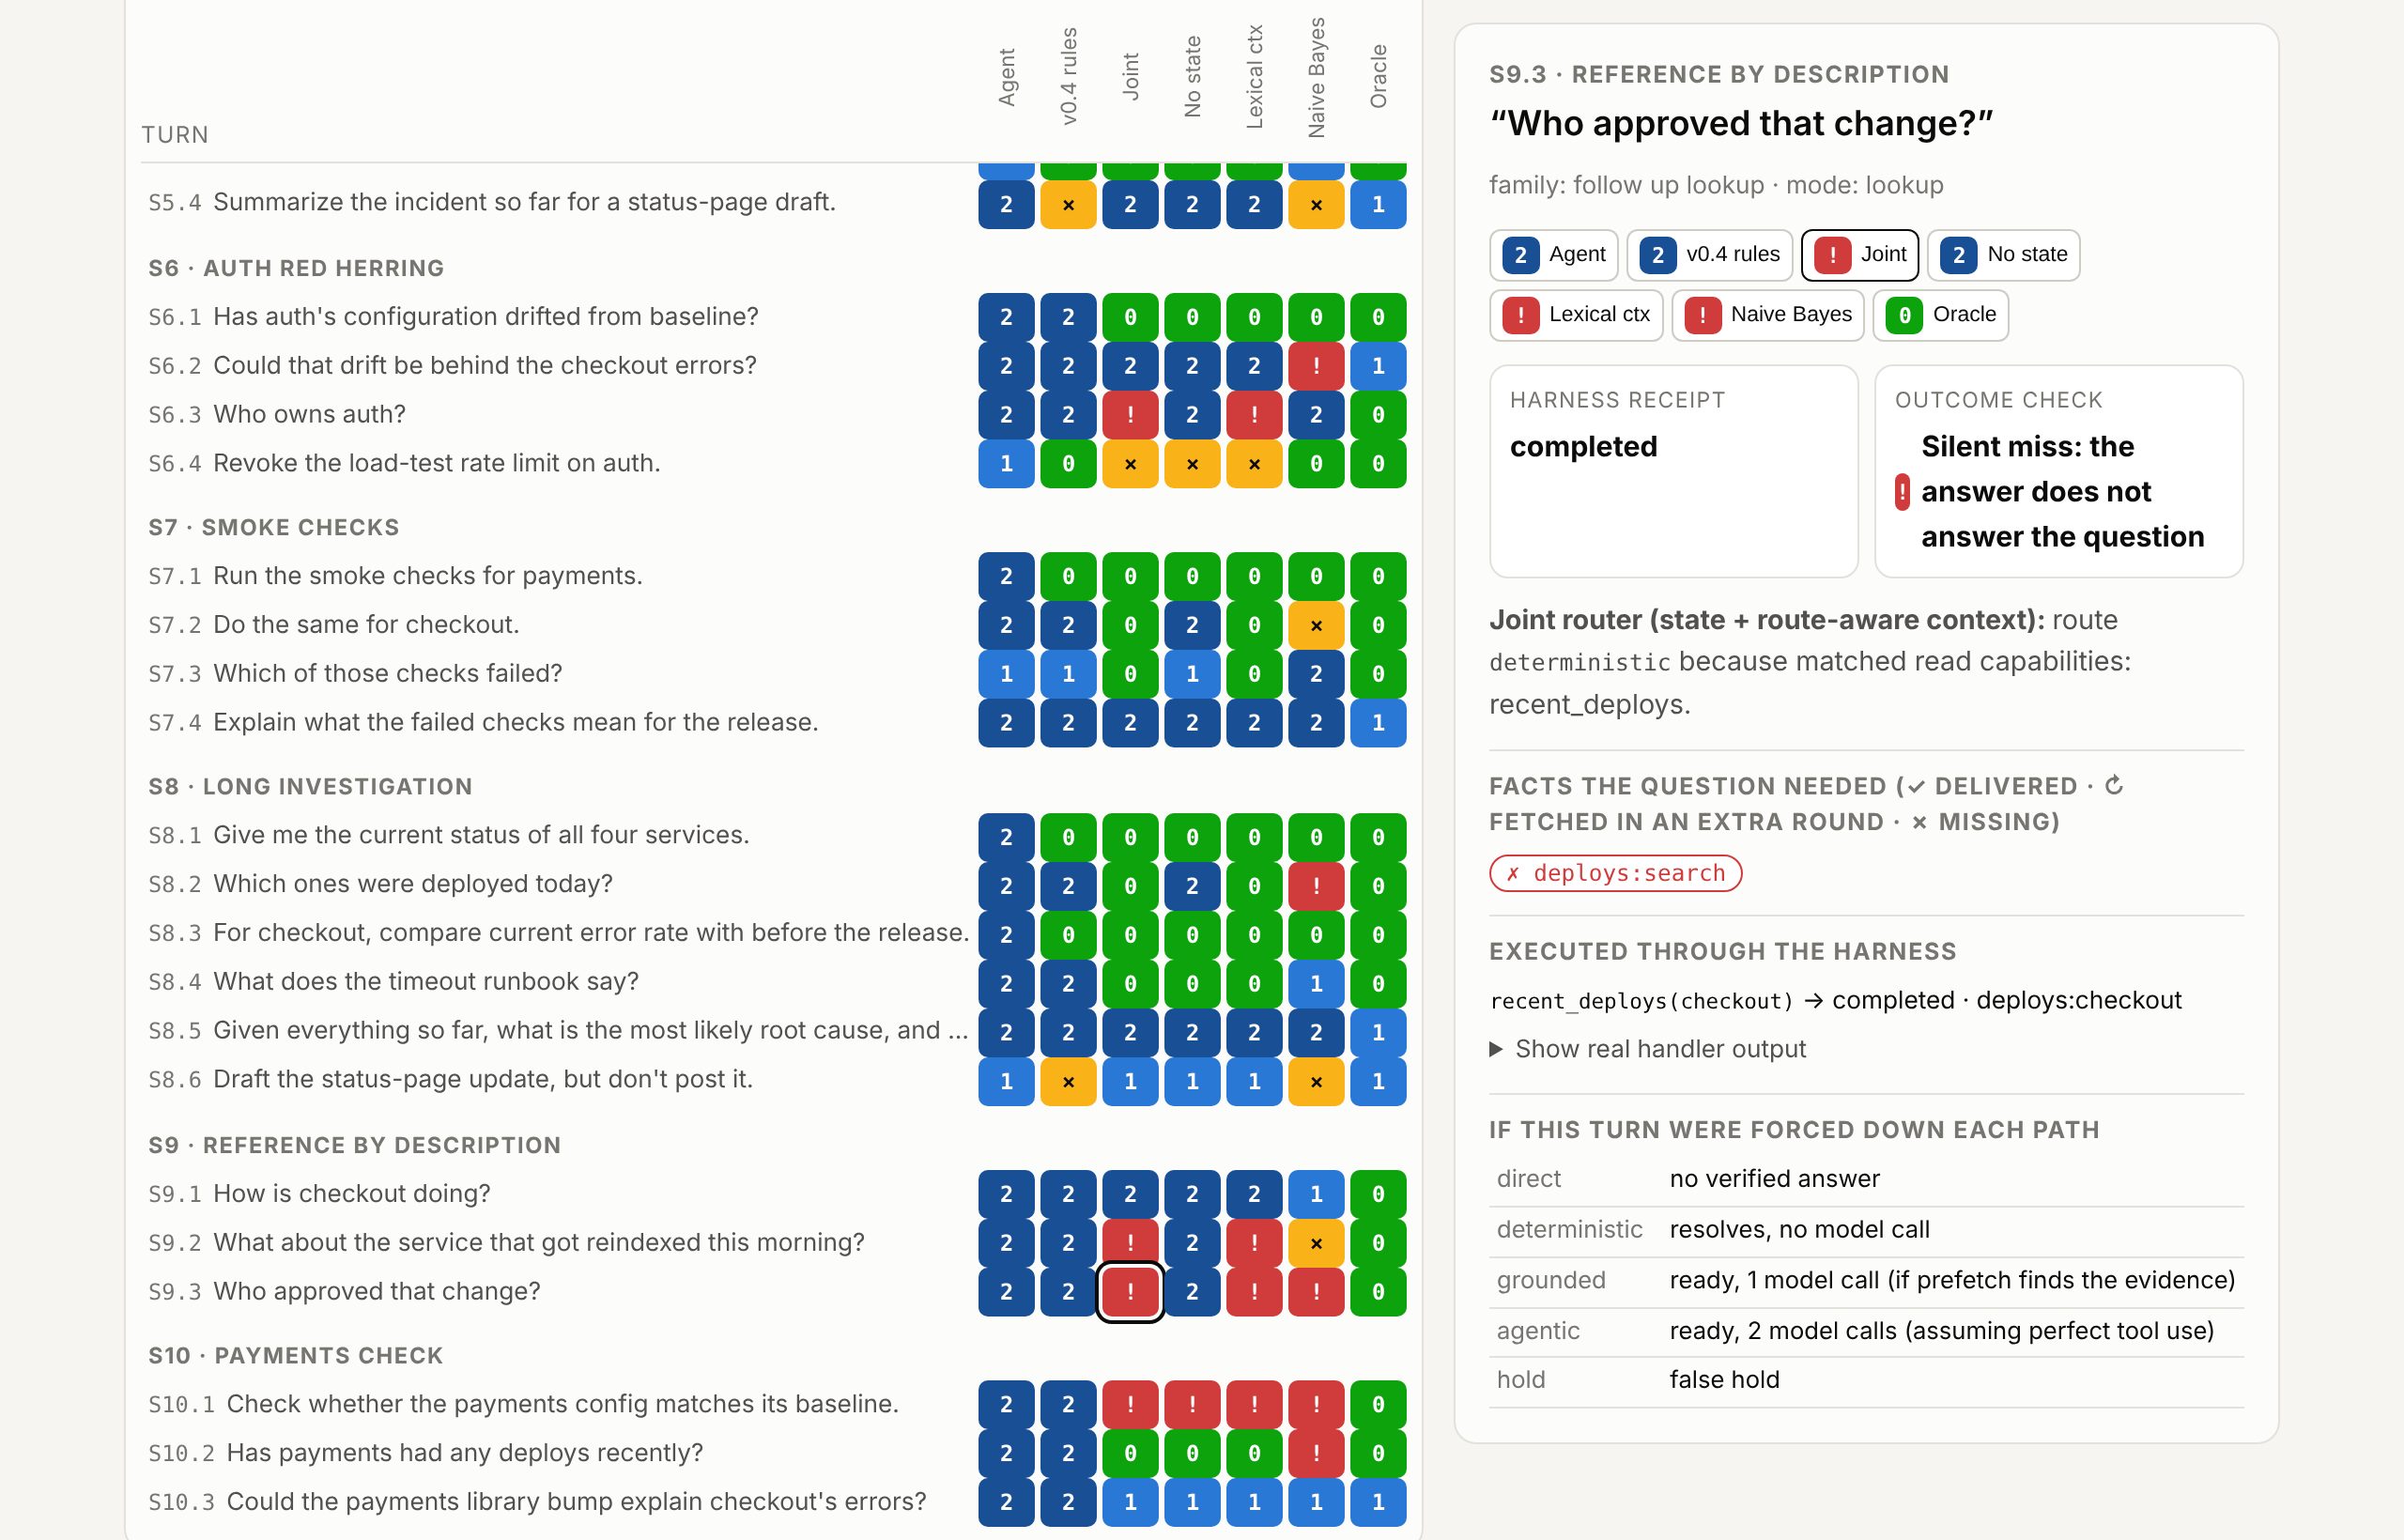 Agent
v0.4 rules
Joint
No state
Lexical ctx
Naive Bayes
Oracle
TURN
S5.4 Summarize the incident so far for a status-page draft. 2 × 2 2 2 × 1
S6 · AUTH RED HERRING
S6.1 Has auth's configuration drifted from baseline? 2 2 0 0 0 0 0
S6.2 Could that drift be behind the checkout errors? 2 2 2 2 2 ! 1
S6.3 Who owns auth? 2 2 ! 2 ! 2 0
S6.4 Revoke the load-test rate limit on auth. 1 0 × × × 0 0
S7 · SMOKE CHECKS
S7.1 Run the smoke checks for payments. 2 0 0 0 0 0 0
S7.2 Do the same for checkout. 2 2 0 2 0 × 0
S7.3 Which of those checks failed? 1 1 0 1 0 2 0
S7.4 Explain what the failed checks mean for the release. 2 2 2 2 2 2 1
S8 · LONG INVESTIGATION
S8.1 Give me the current status of all four services. 2 0 0 0 0 0 0
S8.2 Which ones were deployed today? 2 2 0 2 0 ! 0
S8.3 For checkout, compare current error rate with before the release. 2 0 0 0 0 0 0
S8.4 What does the timeout runbook say? 2 2 0 0 0 1 0
S8.5 Given everything so far, what is the most likely root cause, and ... 2 2 2 2 2 2 1
S8.6 Draft the status-page update, but don't post it. 1 × 1 1 1 × 1
S9 · REFERENCE BY DESCRIPTION
S9.1 How is checkout doing? 2 2 2 2 2 1 0
S9.2 What about the service that got reindexed this morning? 2 2 ! 2 ! × 0
S9.3 Who approved that change? 2 2 ! 2 ! ! 0
S10 · PAYMENTS CHECK
S10.1 Check whether the payments config matches its baseline. 2 2 ! ! ! ! 0
S10.2 Has payments had any deploys recently? 2 2 0 0 0 ! 0
S10.3 Could the payments library bump explain checkout's errors? 2 2 1 1 1 1 1
S9.3 · REFERENCE BY DESCRIPTION
“Who approved that change?”
family: follow up lookup · mode: lookup
2 Agent 2 v0.4 rules ! Joint 2 No state
! Lexical ctx ! Naive Bayes 0 Oracle
HARNESS RECEIPT
completed
OUTCOME CHECK
Silent miss: the
! answer does not
answer the question
Joint router (state + route-aware context): route
deterministic because matched read capabilities:
recent_deploys.
FACTS THE QUESTION NEEDED (✓ DELIVERED · ↻
FETCHED IN AN EXTRA ROUND · × MISSING)
✗ deploys:search
EXECUTED THROUGH THE HARNESS
recent_deploys(checkout) → completed · deploys:checkout
▶ Show real handler output
IF THIS TURN WERE FORCED DOWN EACH PATH
direct no verified answer
deterministic resolves, no model call
grounded ready, 1 model call (if prefetch finds the evidence)
agentic ready, 2 model calls (assuming perfect tool use)
hold false hold